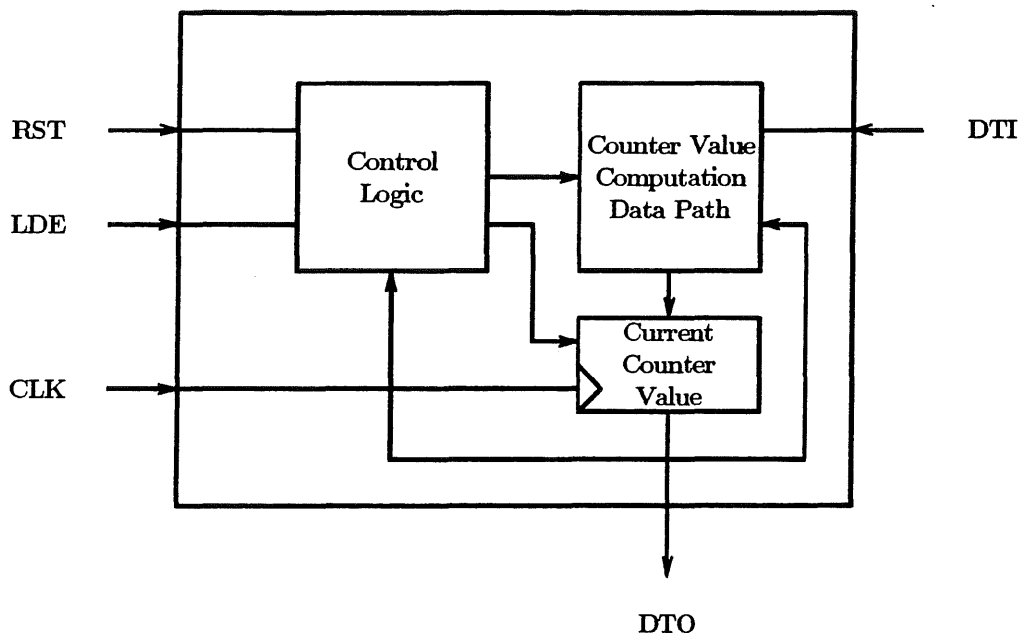 RST
Control
Logic
Counter Value
Computation
Data Path
DTI
LDE
Current
Counter
Value
CLK
DTO